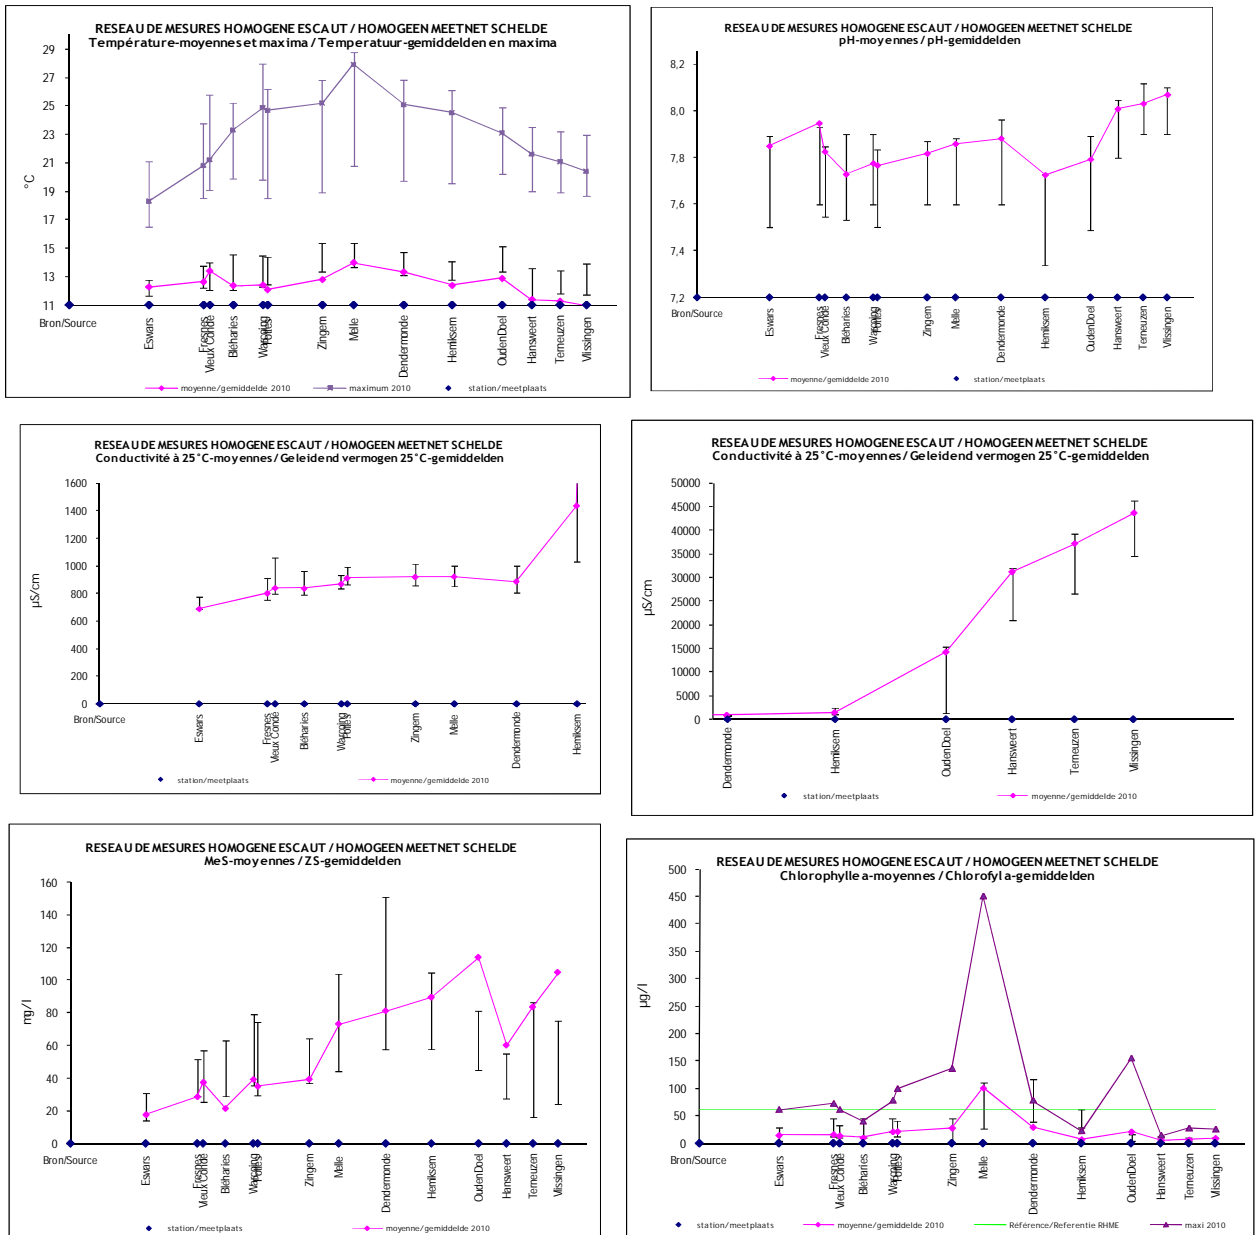 RESEAU DE MESURES HOMOGENE ESCAUT / HOMOGEEN MEETNET SCHELDE
Température-moyennes et maxima / Temperatuur-gemiddelden en maxima
29
27
25
23
21
19
17
15
13
11
°C
Bron/Source
Eswars
Fresnes
Vieux Condé
Bléharies
Warcoing
Pottes
Zingem
Melle
Dendermonde
Hemiksem
OudenDoel
Hansweert
Terneuzen
Vlissingen
moyenne/gemiddelde 2010
maximum 2010
station/meetplaats
RESEAU DE MESURES HOMOGENE ESCAUT / HOMOGEEN MEETNET SCHELDE
pH-moyennes / pH-gemiddelden
8,2
8,0
7,8
7,6
7,4
7,2
Bron/Source
Eswars
Fresnes
Vieux Condé
Bléharies
Warcoing
Pottes
Zingem
Melle
Dendermonde
Hemiksem
OudenDoel
Hansweert
Terneuzen
Vlissingen
moyenne/gemiddelde 2010
station/meetplaats
RESEAU DE MESURES HOMOGENE ESCAUT / HOMOGEEN MEETNET SCHELDE
Conductivité à 25°C-moyennes / Geleidend vermogen 25°C-gemiddelden
1600
1400
1200
1000
800
600
400
200
0
µS/cm
Bron/Source
Eswars
Fresnes
Vieux Condé
Bléharies
Warcoing
Pottes
Zingem
Melle
Dendermonde
Hemiksem
station/meetplaats
moyenne/gemiddelde 2010
RESEAU DE MESURES HOMOGENE ESCAUT / HOMOGEEN MEETNET SCHELDE
Conductivité à 25°C-moyennes / Geleidend vermogen 25°C-gemiddelden
50000
45000
40000
35000
30000
25000
20000
15000
10000
5000
0
µS/cm
Dendermonde
Hemiksem
OudenDoel
Hansweert
Terneuzen
Vlissingen
station/meetplaats
moyenne/gemiddelde 2010
RESEAU DE MESURES HOMOGENE ESCAUT / HOMOGEEN MEETNET SCHELDE
MeS-moyennes / ZS-gemiddelden
160
140
120
100
80
60
40
20
0
mg/l
Bron/Source
Eswars
Fresnes
Vieux Condé
Bléharies
Warcoing
Pottes
Zingem
Melle
Dendermonde
Hemiksem
OudenDoel
Hansweert
Terneuzen
Vlissingen
station/meetplaats
moyenne/gemiddelde 2010
RESEAU DE MESURES HOMOGENE ESCAUT / HOMOGEEN MEETNET SCHELDE
Chlorophylle a-moyennes / Chlorofyl a-gemiddelden
500
450
400
350
300
250
200
150
100
50
0
µg/l
Bron/Source
Eswars
Fresnes
Vieux Condé
Bléharies
Warcoing
Pottes
Zingem
Melle
Dendermonde
Hemiksem
OudenDoel
Hansweert
Terneuzen
Vlissingen
station/meetplaats
moyenne/gemiddelde 2010
Référence/Referentie RHME
maxi 2010